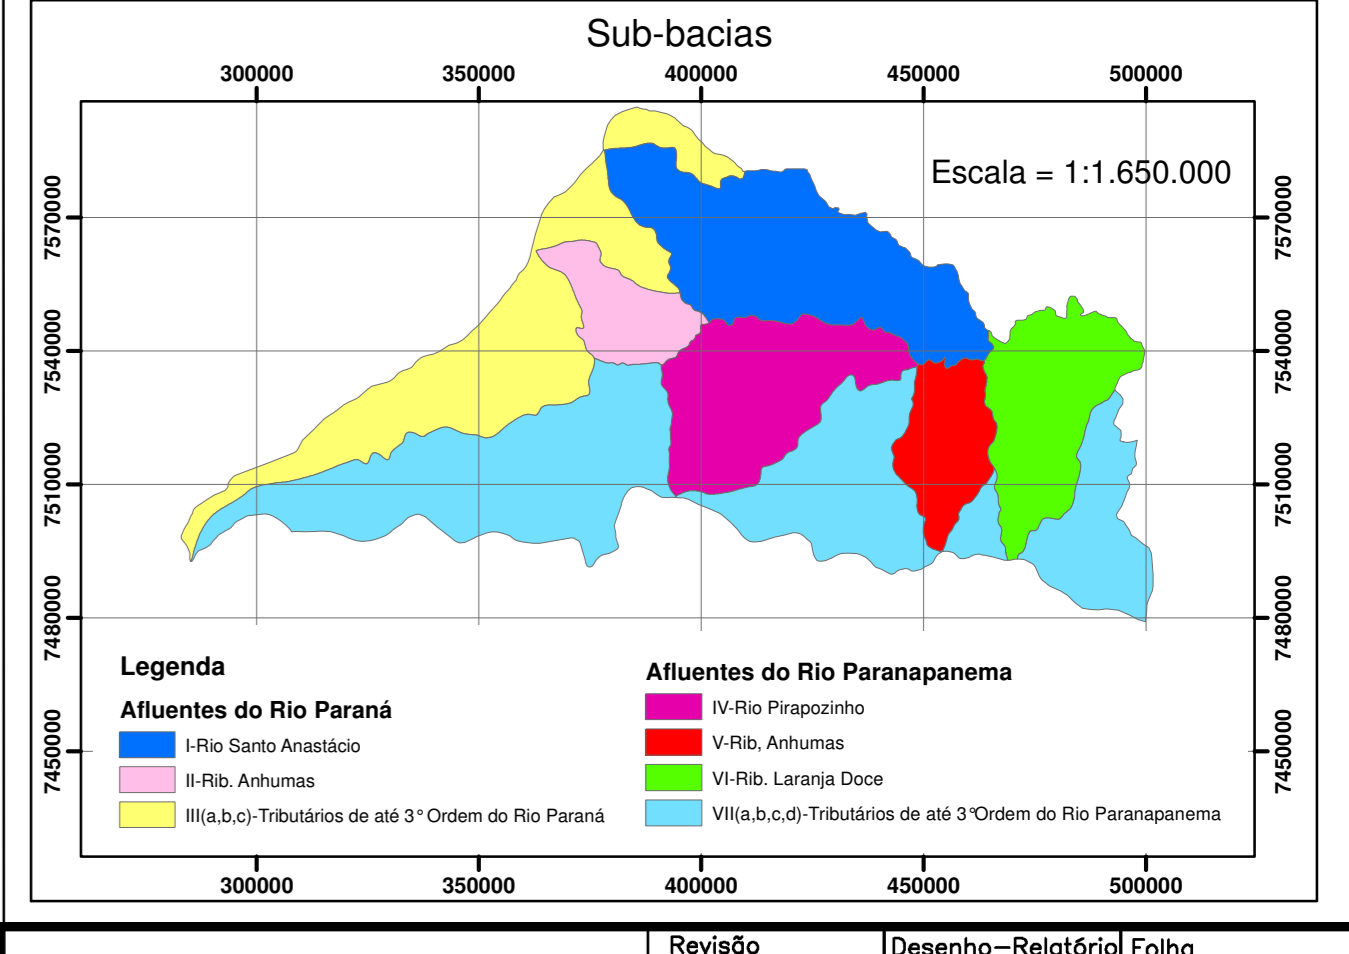 Sub-bacias
300000 350000 400000 450000 500000
Escala = 1:1.650.000
7570000 7570000
7540000 7540000
7510000 7510000
7480000 7480000
7450000 7450000
Legenda
Afluentes do Rio Paraná
I-Rio Santo Anastácio
II-Rib. Anhumas
III(a,b,c)-Tributários de até 3° Ordem do Rio Paraná
Afluentes do Rio Paranapanema
IV-Rio Pirapozinho
V-Rib, Anhumas
VI-Rib. Laranja Doce
VII(a,b,c,d)-Tributários de até 3°Ordem do Rio Paranapanema
300000 350000 400000 450000 500000
Revisão Desenho-Relatório Folha